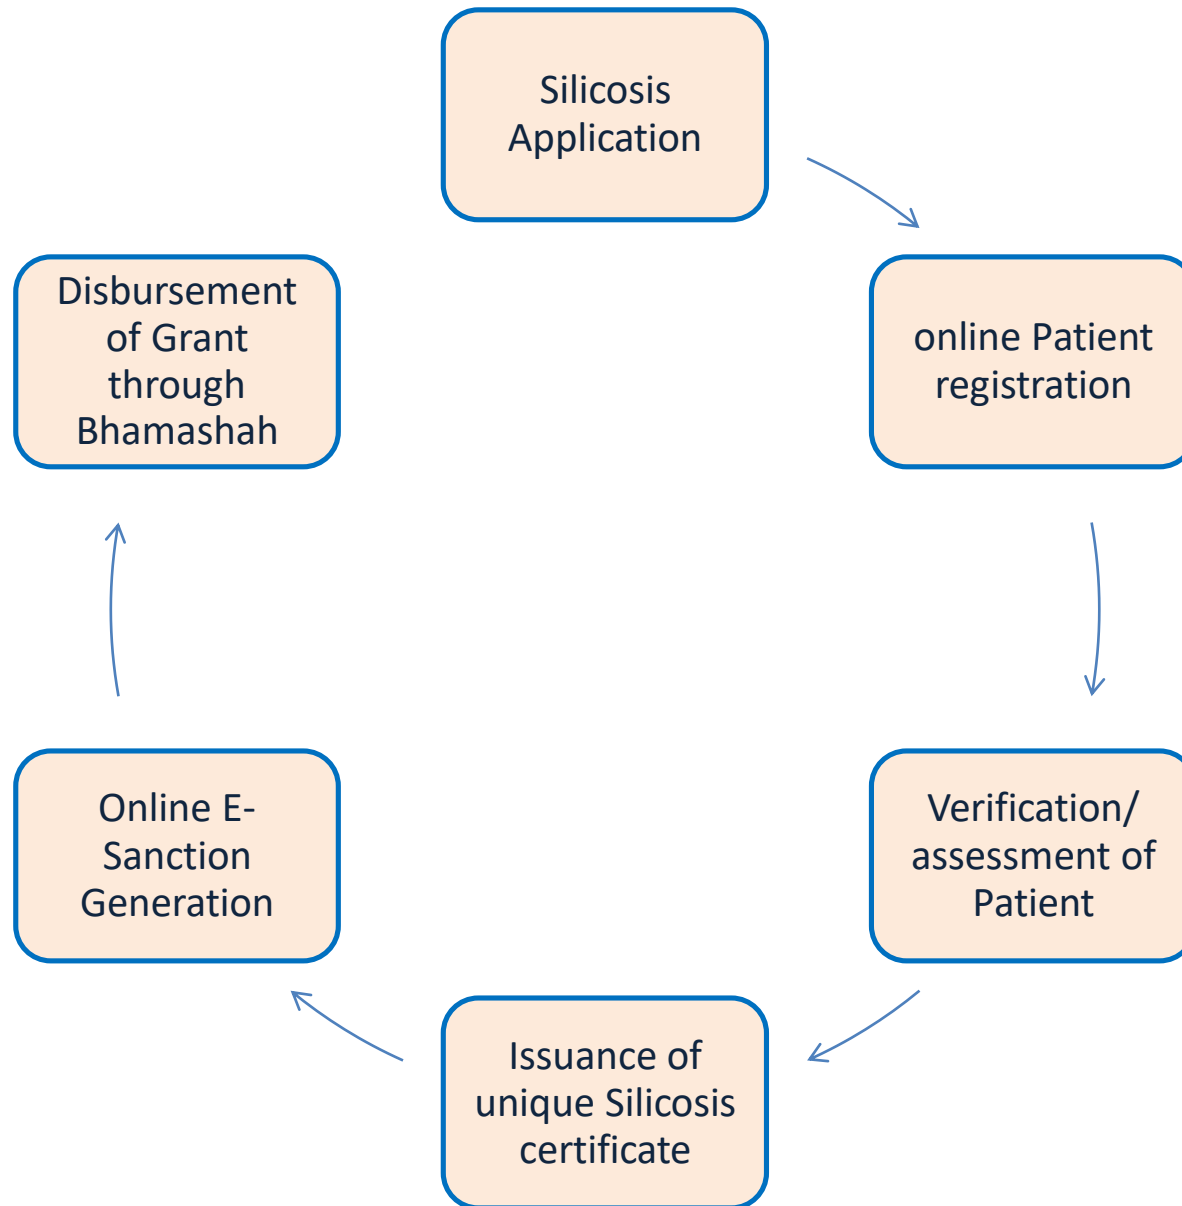 Silicosis
Application
online Patient
registration
Verification/
assessment of
Patient
Issuance of
unique Silicosis
certificate
Online E-
Sanction
Generation
Disbursement
of Grant
through
Bhamashah